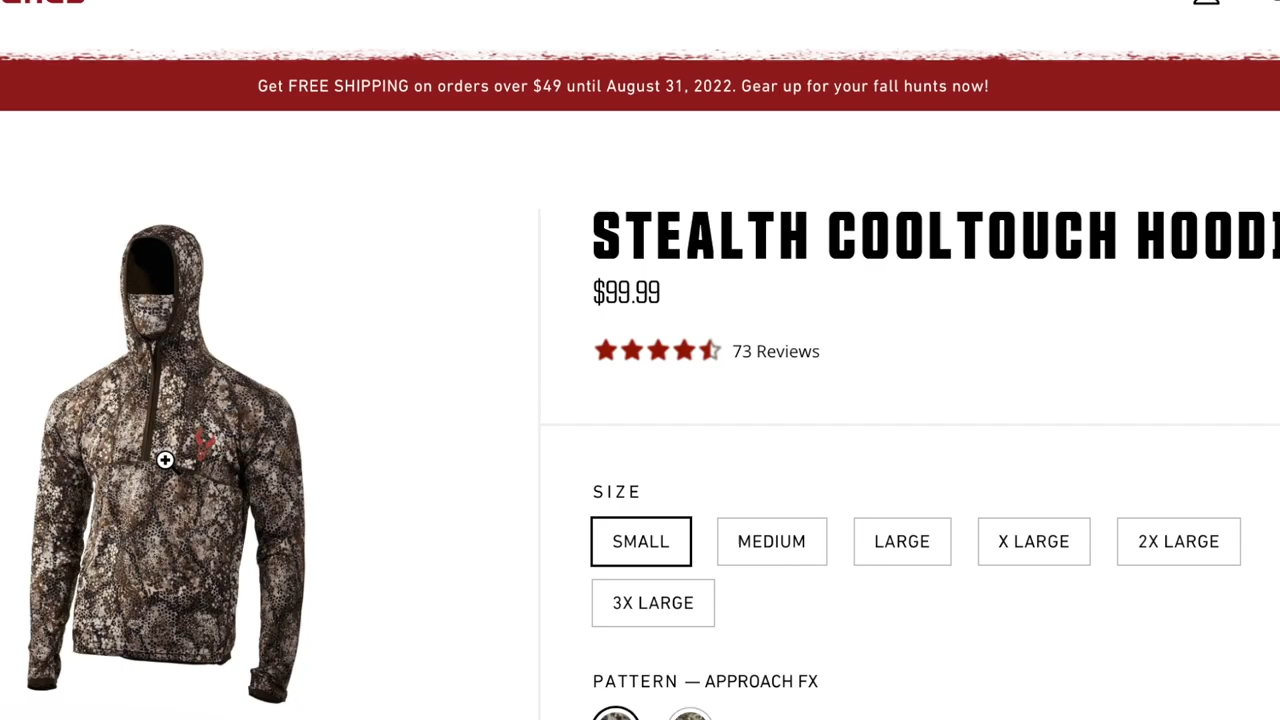 Get FREE SHIPPING on orders over $49 until August 31, 2022. Gear up for your fall hunts now!
STEALTH COOLTOUCH HOODI
$99.99
73 Reviews
SIZE
SMALL MEDIUM LARGE X LARGE 2X LARGE
3X LARGE
PATTERN — APPROACH FX